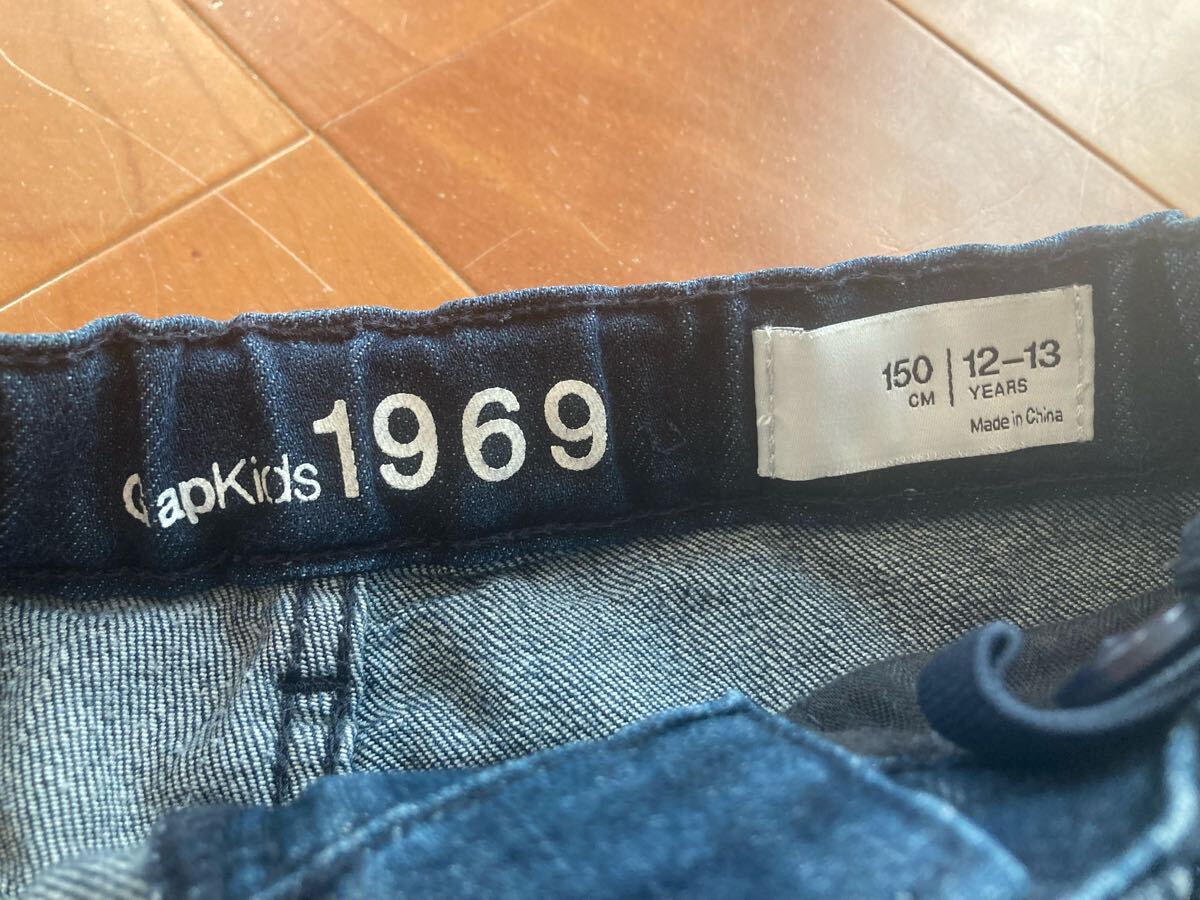 GapKids 1969
150 CM | 12–13 YEARS
Made in China